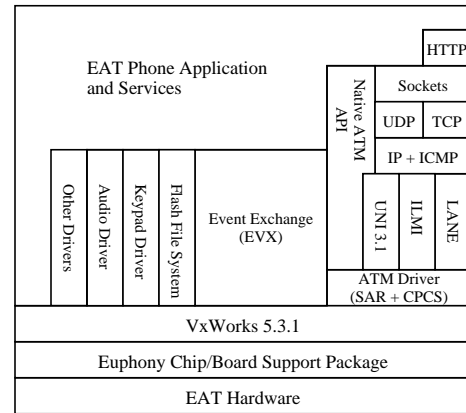 HTTP
EAT Phone Application
and Services
Native ATM
API
Sockets
UDP
TCP
IP + ICMP
Other Drivers
Audio Driver
Keypad Driver
Flash File System
Event Exchange
(EVX)
UNI 3.1
ILMI
LANE
ATM Driver
(SAR + CPCS)
VxWorks 5.3.1
Euphony Chip/Board Support Package
EAT Hardware